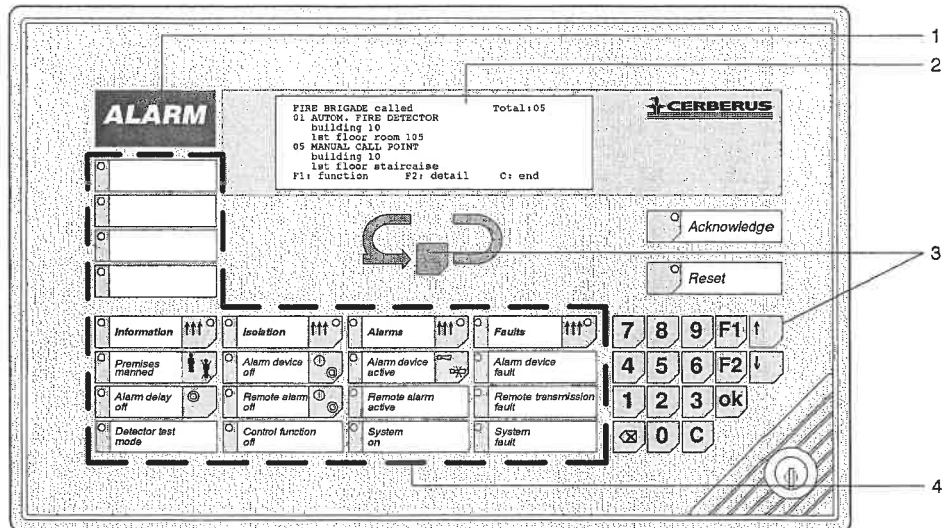 1
2
ALARM
FIRE BRIGADE called Total:05
01 AUTOM. FIRE DETECTOR
building 10
1st floor room 105
05 MANUAL CALL POINT
building 10
1st floor staircaise
F1: function F2: detail C: end
CERBERUS
Acknowledge
3
Reset
Information Isolation Alarms Faults
7 8 9 F1 ↑
Premises manned
Alarm device off
Alarm device active
Alarm device fault
4 5 6 F2 ↓
Alarm delay off
Remote alarm off
Remote alarm active
Remote transmission fault
1 2 3 ok
Detector test mode
Control function off
System on
System fault
0 C
4